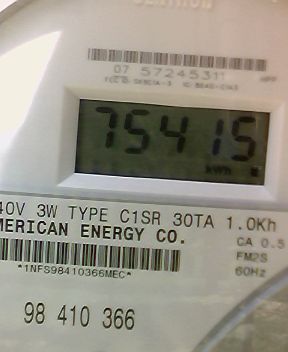 CENTRON
07 57245311
75415
kWh
40V 3W TYPE C1SR 30TA 1.0Kh
MERICAN ENERGY CO.
CA 0.5
*1NFS98410366MEC*
FM2S
60Hz
98 410 366